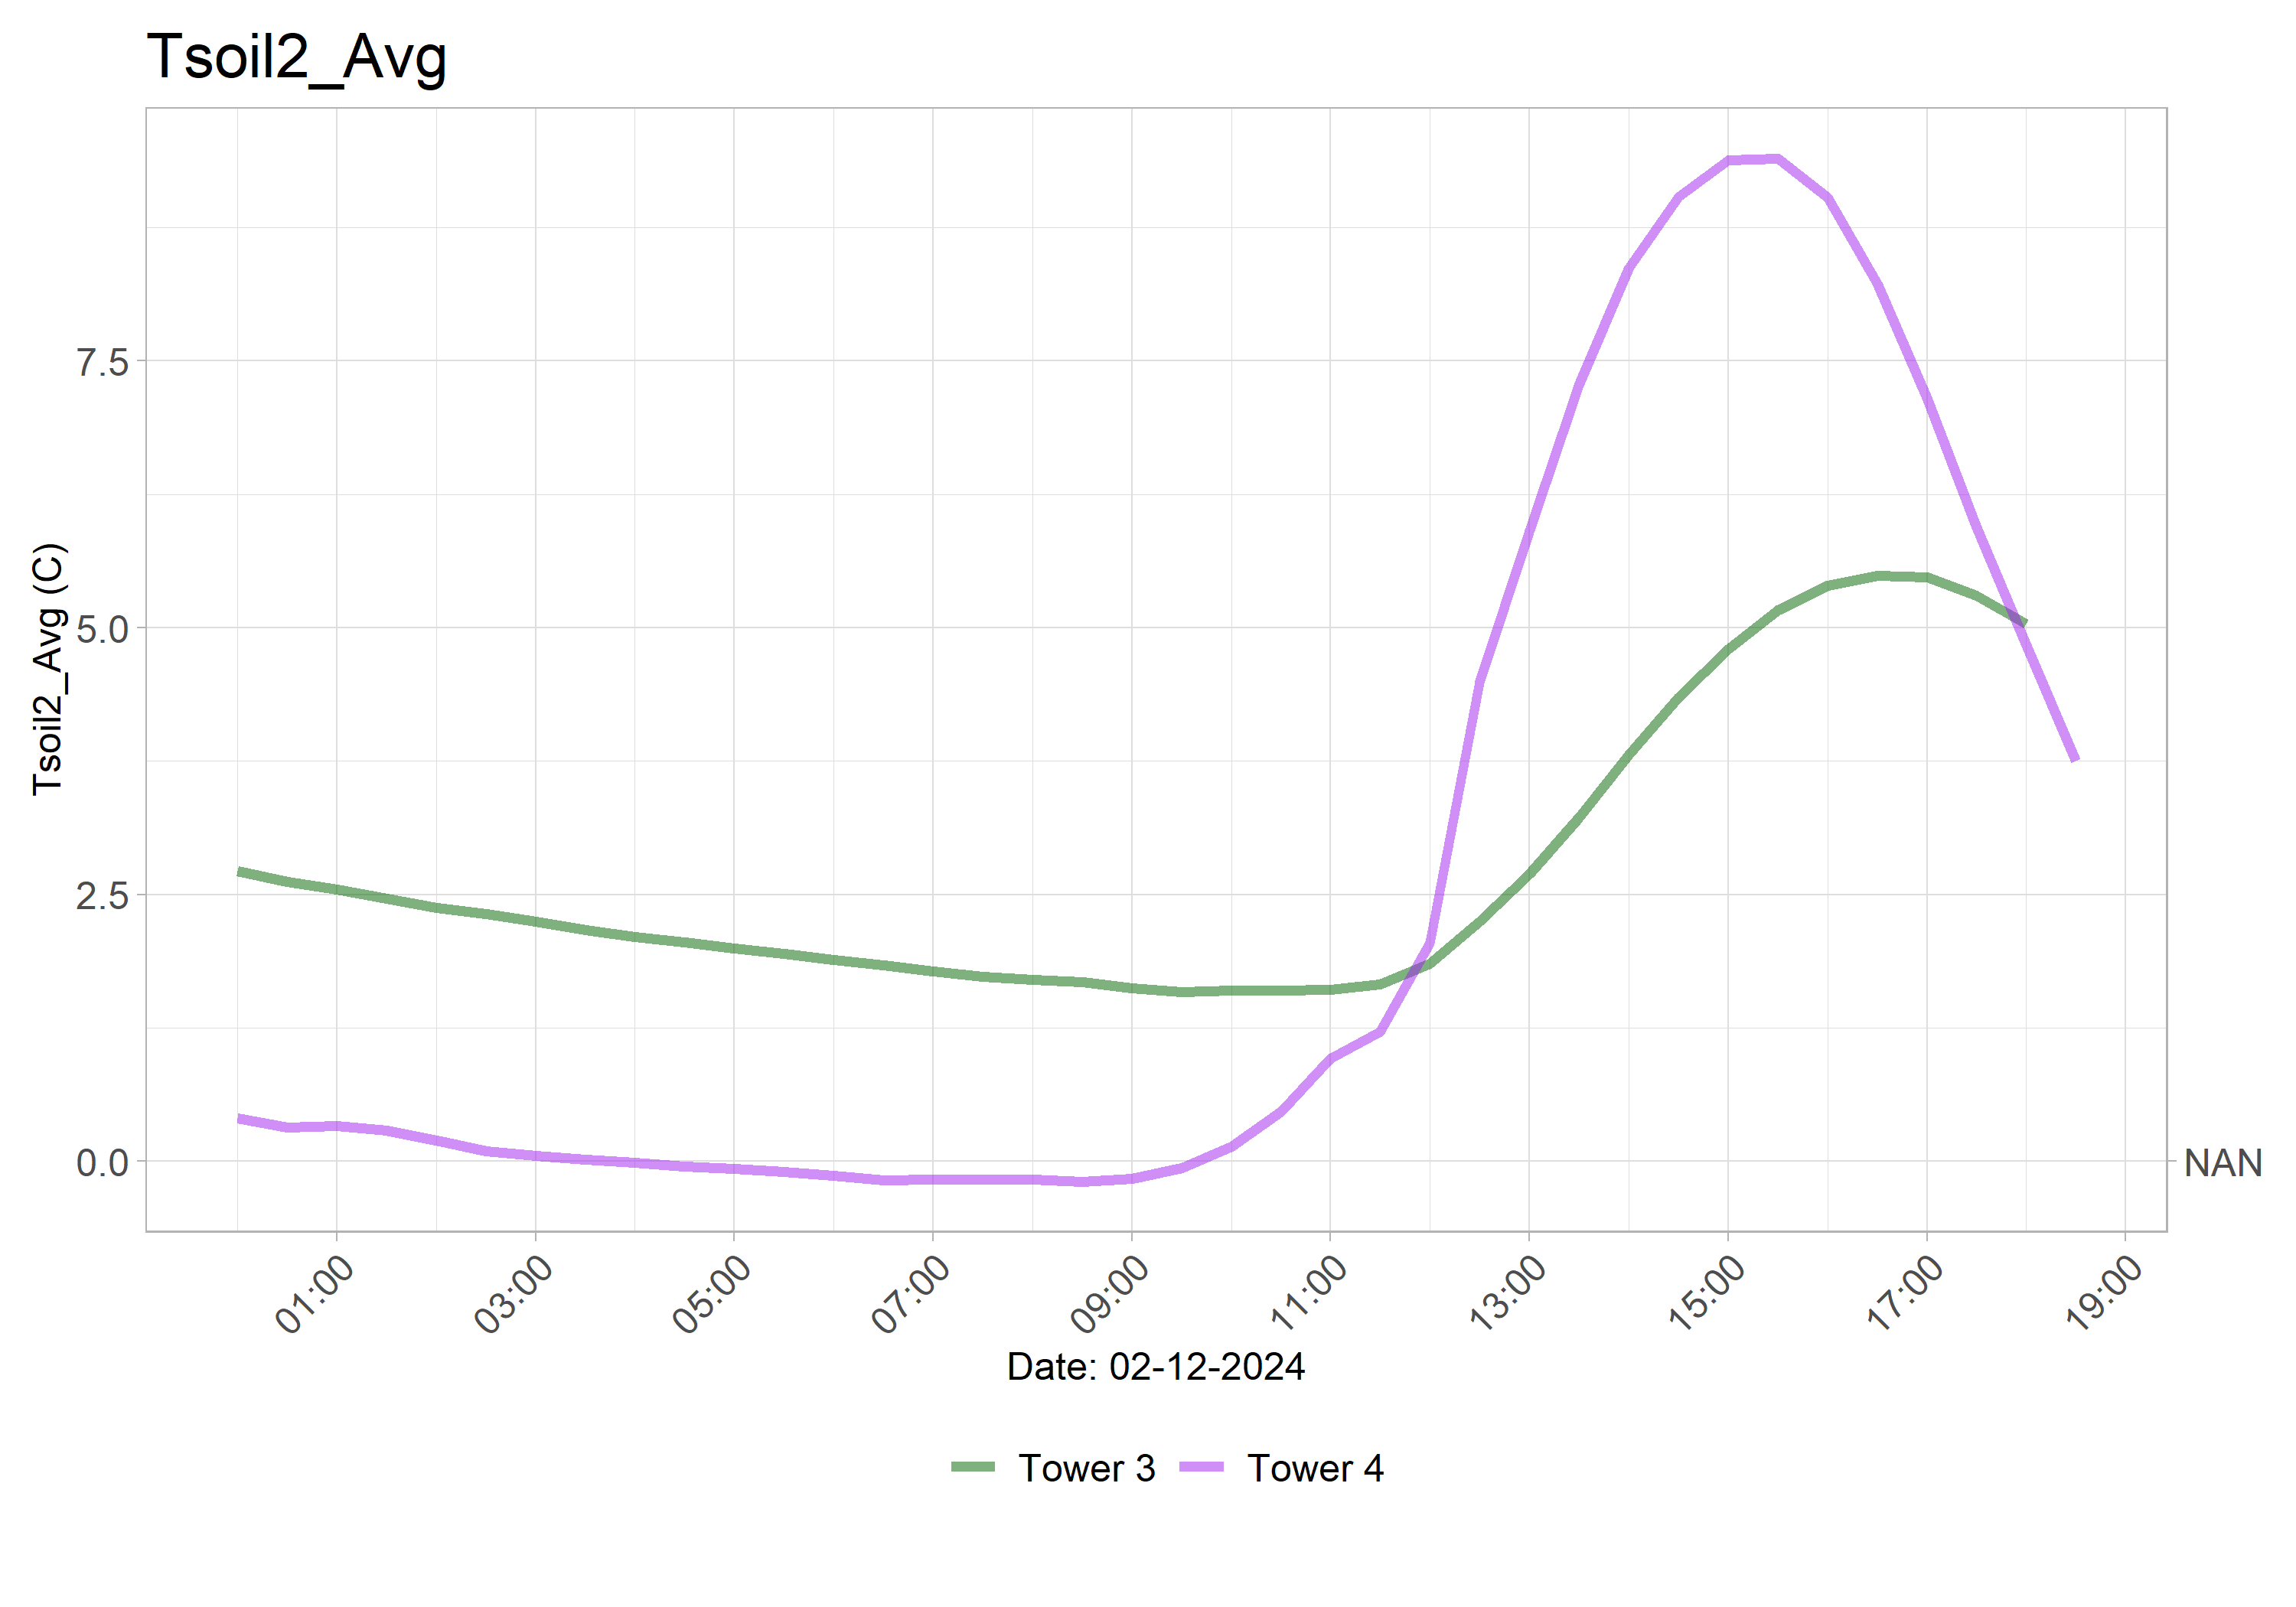 Tsoil2_Avg
Tsoil2_Avg (C)
7.5
5.0
2.5
0.0
NAN
01:00
03:00
05:00
07:00
09:00
11:00
13:00
15:00
17:00
19:00
Date: 02-12-2024
Tower 3
Tower 4